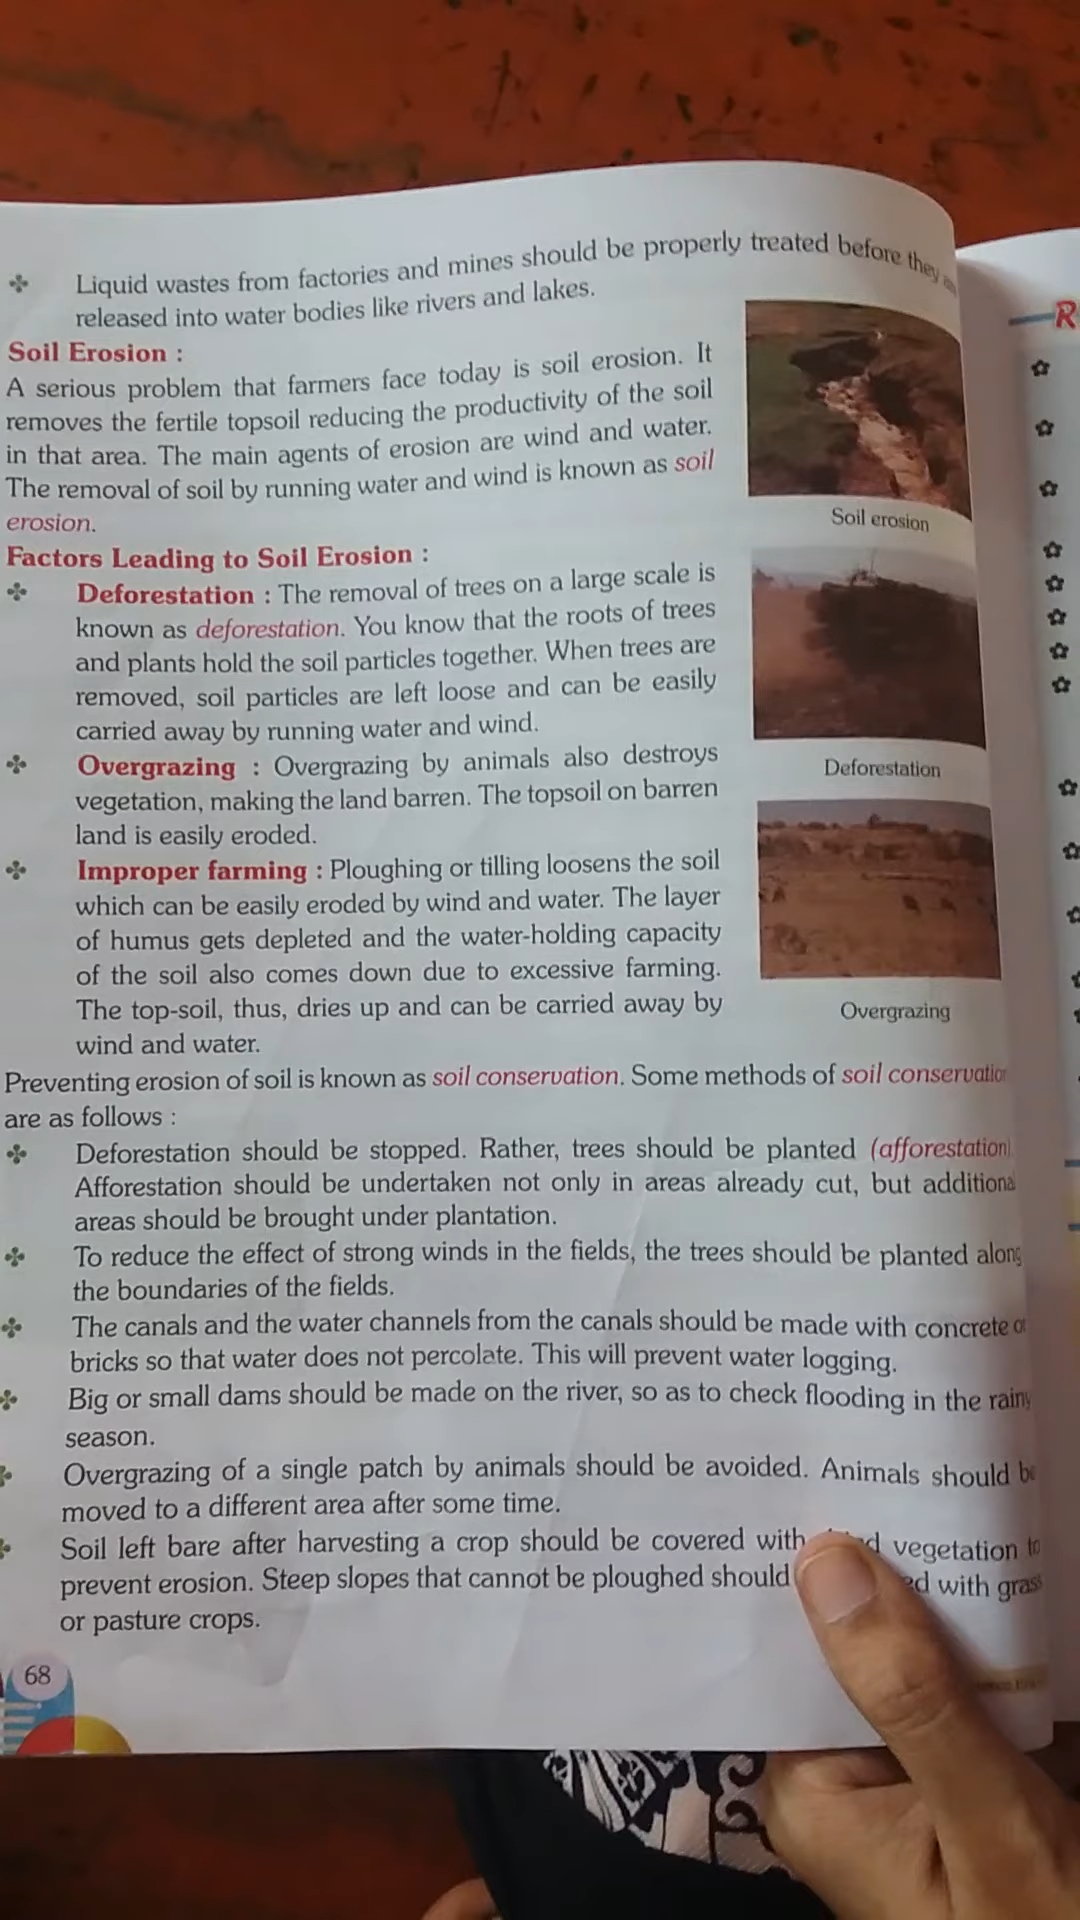 Liquid wastes from factories and mines should be properly treated before they
released into water bodies like rivers and lakes.
Soil Erosion :
A serious problem that farmers face today is soil erosion. It
removes the fertile topsoil reducing the productivity of the soil
in that area. The main agents of erosion are wind and water.
The removal of soil by running water and wind is known as soil
erosion.
Soil erosion
Factors Leading to Soil Erosion :
Deforestation : The removal of trees on a large scale is
known as deforestation. You know that the roots of trees
and plants hold the soil particles together. When trees are
removed, soil particles are left loose and can be easily
carried away by running water and wind.
Deforestation
Overgrazing : Overgrazing by animals also destroys
vegetation, making the land barren. The topsoil on barren
land is easily eroded.
Improper farming : Ploughing or tilling loosens the soil
which can be easily eroded by wind and water. The layer
of humus gets depleted and the water-holding capacity
of the soil also comes down due to excessive farming.
The top-soil, thus, dries up and can be carried away by
wind and water.
Overgrazing
Preventing erosion of soil is known as soil conservation. Some methods of soil conservation
are as follows :
Deforestation should be stopped. Rather, trees should be planted (afforestation)
Afforestation should be undertaken not only in areas already cut, but additional
areas should be brought under plantation.
To reduce the effect of strong winds in the fields, the trees should be planted along
the boundaries of the fields.
The canals and the water channels from the canals should be made with concrete or
bricks so that water does not percolate. This will prevent water logging.
Big or small dams should be made on the river, so as to check flooding in the rainy
season.
Overgrazing of a single patch by animals should be avoided. Animals should be
moved to a different area after some time.
Soil left bare after harvesting a crop should be covered with vegetation to
prevent erosion. Steep slopes that cannot be ploughed should with grass
or pasture crops.
68
R